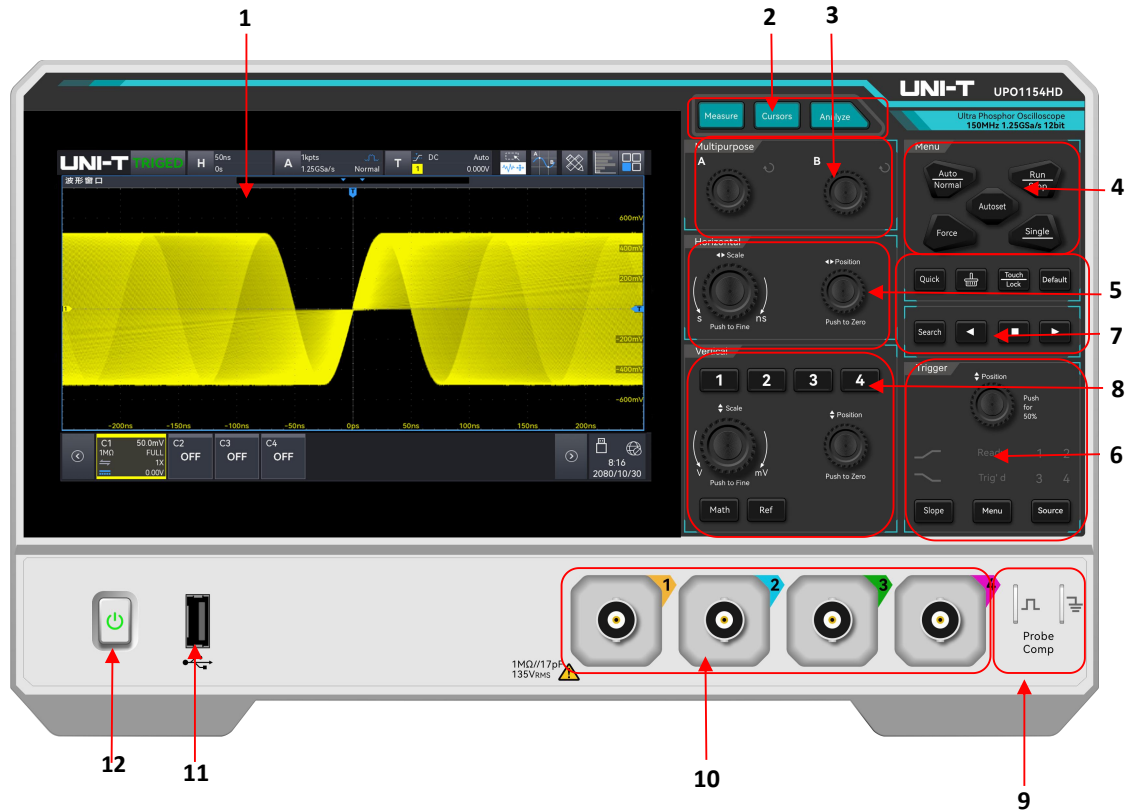 1
2
3
UNI-T UPO1154HD
Ultra Phosphor Oscilloscope
150MHz 1.25GSa/s 12bit
Measure Cursors Analyze
Multipurpose
A B
Menu
Auto
Normal
Run
Stop
Autoset
Force
Single
4
UNI-T TRIGED H 50ns
0s
A 1kpts
1.25GSa/s
Normal
T DC Auto
1 0.000V
波形窗口
T
600mV
400mV
200mV
-200mV
-400mV
-600mV
1
T
-200ns -150ns -100ns -50ns 0ps 50ns 100ns 150ns 200ns
C1 50.0mV
1MΩ FULL
1X
0.00V
C2
OFF
C3
OFF
C4
OFF
8:16
2080/10/30
Horizontal
Scale
Position
s ns
Push to Fine
Push to Zero
Quick
Touch
Lock
Default
5
Search
7
Vertical
1 2 3 4
8
Scale
Position
V mV
Push to Fine
Push to Zero
Math Ref
Trigger
Position
Push
for
50%
Ready 1 2
Trig'd 3 4
6
Slope Menu Source
1MΩ//17pF
135VRMS
1 2 3 4
Probe
Comp
12
11
10
9